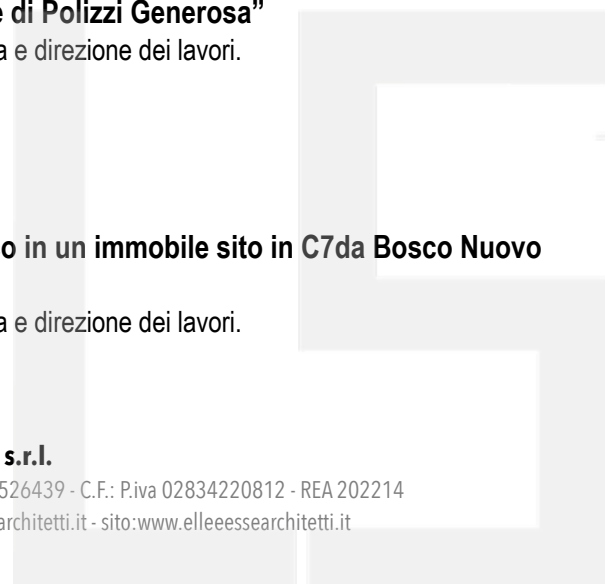 e di Polizzi Generosa”
a e direzione dei lavori.
o in un immobile sito in C7da Bosco Nuovo
a e direzione dei lavori.
s.r.l.
526439 - C.F.: P.iva 02834220812 - REA 202214
architetti.it - sito:www.elleeessearchitetti.it